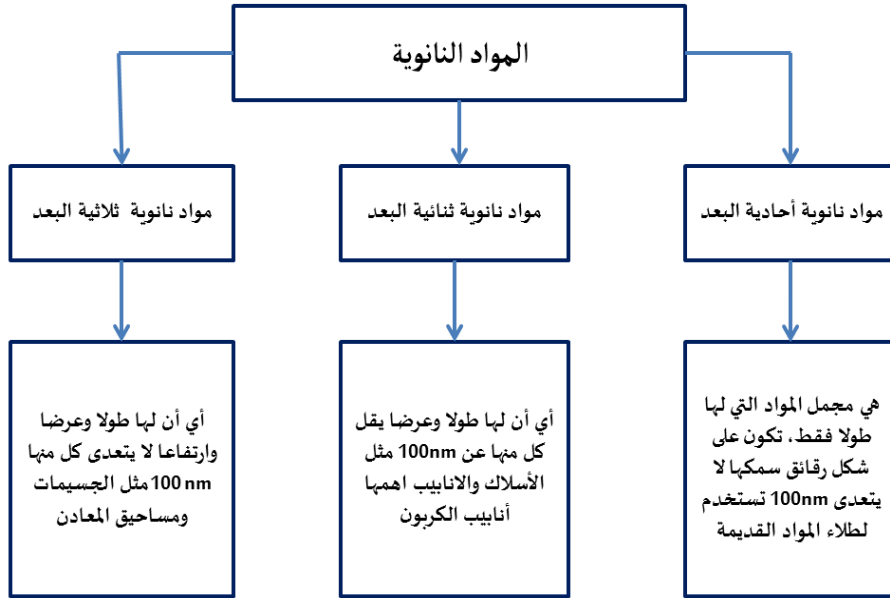 المواد النانوية
مواد نانوية أحادية البعد
مواد نانوية ثنائية البعد
مواد نانوية ثلاثية البعد
هي مجمل المواد التي لها
طولا فقط، تكون على
شكل رقائق سمكها لا
يتعدى 100nm تستخدم
لطلاء المواد القديمة
أي أن لها طولا وعرضا يقل
كل منها عن 100nm مثل
الأسلاك والانابيب اهمها
أنابيب الكربون
أي أن لها طولا وعرضا
وارتفاعا لا يتعدى كل منها
100 nm مثل الجسيمات
ومساحيق المعادن